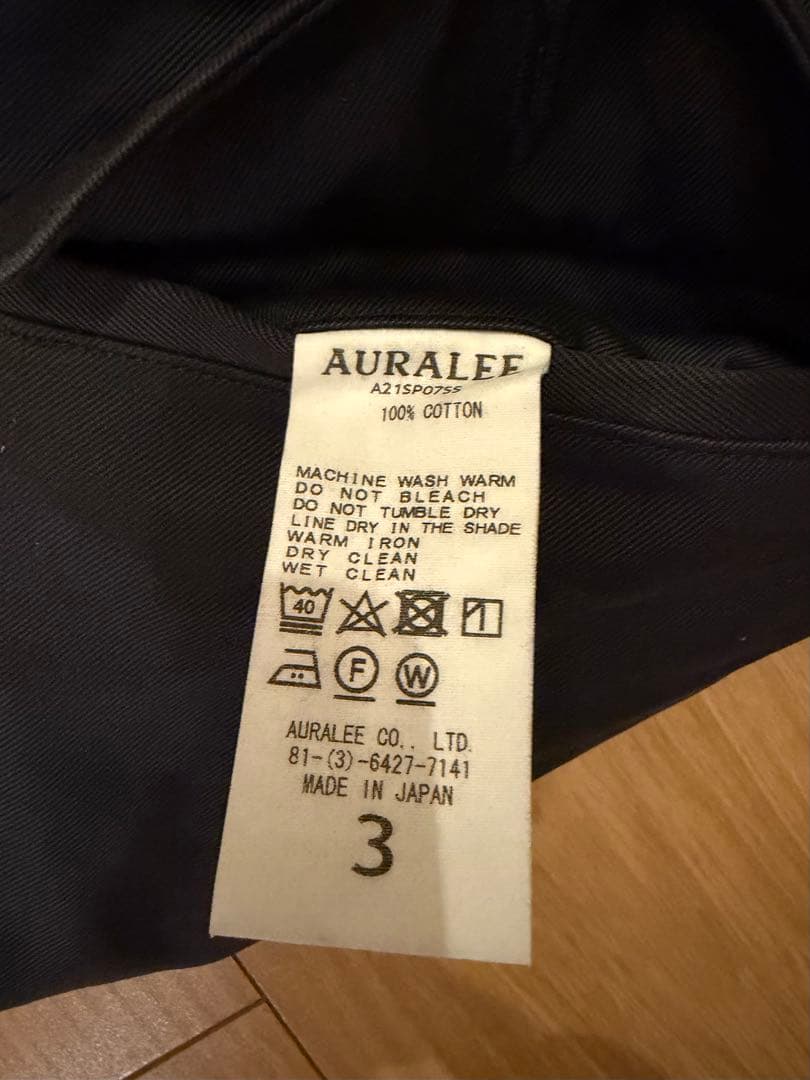 AURALEE
A21SP07SS
100% COTTON
MACHINE WASH WARM
DO NOT BLEACH
DO NOT TUMBLE DRY
LINE DRY IN THE SHADE
WARM IRON
DRY CLEAN
WET CLEAN
40
F W
AURALEE CO., LTD.
81-(3)-6427-7141
MADE IN JAPAN
3